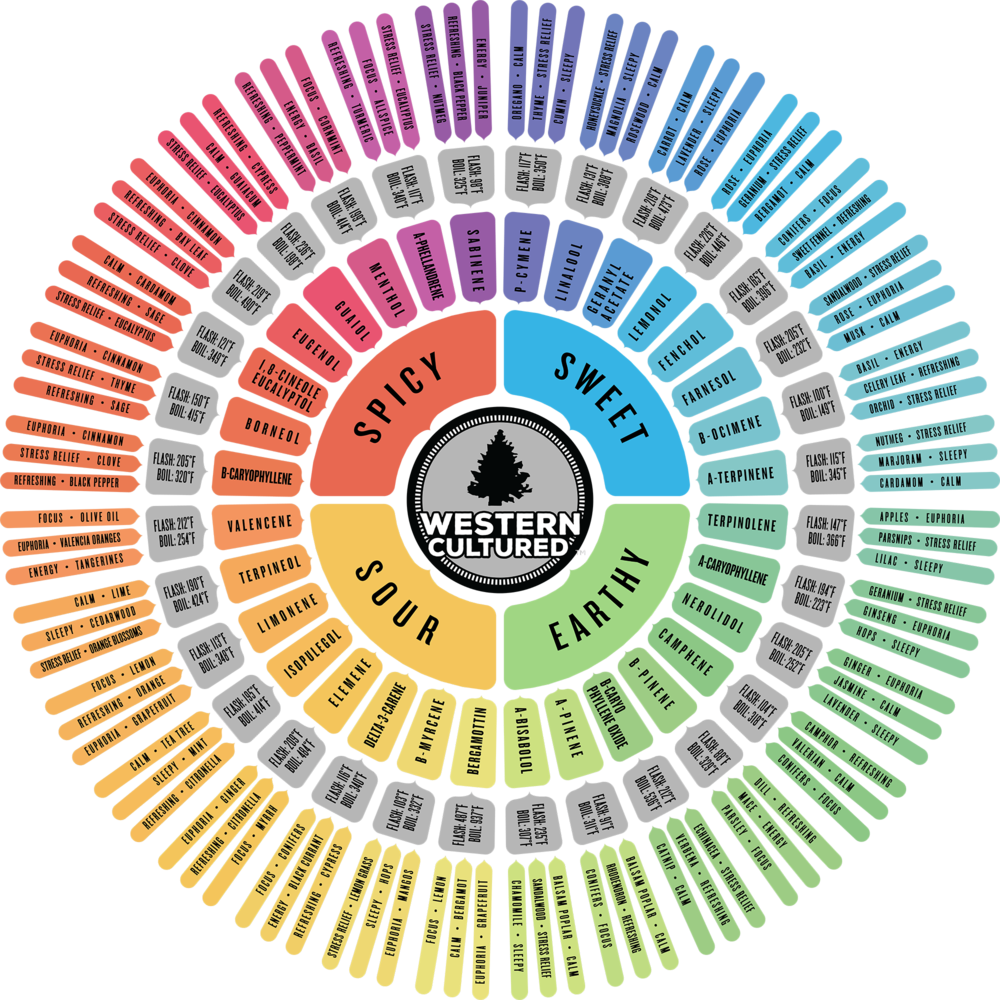 WESTERN
CULTURED
TM
SWEET
EARTHY
SOUR
SPICY
P-CYMENE
FLASH: 117°F
BOIL: 350°F
OREGANO • CALM
THYME • STRESS RELIEF
CUMIN • SLEEPY
LINALOOL
FLASH: 131°F
BOIL: 390°F
HONEYSUCKLE • STRESS RELIEF
MAGNOLIA • SLEEPY
ROSEWOOD • CALM
GERANYL
ACETATE
FLASH: 219°F
BOIL: 473°F
CARROT • CALM
LAVENDER • SLEEPY
ROSE • EUPHORIA
LEMONOL
FLASH: 226°F
BOIL: 446°F
ROSE • EUPHORIA
GERANIUM • STRESS RELIEF
BERGAMOT • CALM
FENCHOL
FLASH: 165°F
BOIL: 396°F
CONIFERS • FOCUS
SWEET FENNEL • REFRESHING
BASIL • ENERGY
FARNESOL
FLASH: 205°F
BOIL: 232°F
SANDALWOOD • STRESS RELIEF
ROSE • EUPHORIA
MUSK • CALM
B-OCIMENE
FLASH: 100°F
BOIL: 149°F
BASIL • ENERGY
CELERY LEAF • REFRESHING
ORCHID • STRESS RELIEF
A-TERPINENE
FLASH: 115°F
BOIL: 345°F
NUTMEG • STRESS RELIEF
MARJORAM • SLEEPY
CARDAMOM • CALM
TERPINOLENE
FLASH: 147°F
BOIL: 366°F
APPLES • EUPHORIA
PARSNIPS • STRESS RELIEF
LILAC • SLEEPY
A-CARYOPHYLLENE
FLASH: 194°F
BOIL: 223°F
GERANIUM • STRESS RELIEF
GINSENG • EUPHORIA
HOPS • SLEEPY
NEROLIDOL
FLASH: 205°F
BOIL: 252°F
GINGER • EUPHORIA
JASMINE • CALM
LAVENDER • SLEEPY
CAMPHENE
FLASH: 104°F
BOIL: 318°F
CAMPHOR • REFRESHING
VALERIAN • CALM
CONIFERS • FOCUS
B-PINENE
FLASH: 96°F
BOIL: 329°F
DILL • REFRESHING
MACE • ENERGY
PARSLEY • FOCUS
B-CARYO
PHYLLENE OXIDE
FLASH: 212°F
BOIL: 536°F
ECHINACEA • STRESS RELIEF
VERBENA • REFRESHING
CATNIP • CALM
A-PINENE
FLASH: 91°F
BOIL: 311°F
BALSAM POPLAR • CALM
RHODENDRON • REFRESHING
CONIFERS • FOCUS
A-BISABOLOL
FLASH: 235°F
BOIL: 307°F
BALSAM POPLAR • CALM
SANDALWOOD • STRESS RELIEF
CHAMOMILE • SLEEPY
BERGAMOTTIN
FLASH: 487°F
BOIL: 937°F
EUPHORIA • GRAPEFRUIT
CALM • BERGAMOT
FOCUS • LEMON
B-MYRCENE
FLASH: 103°F
BOIL: 332°F
EUPHORIA • MANGUS
SLEEPY • HOPS
STRESS RELIEF • LEMON GRASS
DELTA-3-CARENE
FLASH: 116°F
BOIL: 340°F
REFRESHING • CYPRESS
ENERGY • BLACK CURRANT
FOCUS • CONIFERS
ELEMENE
FLASH: 209°F
BOIL: 484°F
FOCUS • MYRRH
REFRESHING • CITRONELLA
EUPHORIA • GINGER
ISOPULEGOL
FLASH: 195°F
BOIL: 414°F
REFRESHING • CITRONELLA
SLEEPY • MINT
CALM • TEA TREE
LIMONENE
FLASH: 113°F
BOIL: 348°F
EUPHORIA • GRAPEFRUIT
REFRESHING • ORANGE
FOCUS • LEMON
TERPINEOL
FLASH: 190°F
BOIL: 424°F
STRESS RELIEF • ORANGE BLOSSOMS
SLEEPY • CEDARWOOD
CALM • LIME
VALENCENE
FLASH: 212°F
BOIL: 254°F
ENERGY • TANGERINES
EUPHORIA • VALENCIA ORANGES
FOCUS • OLIVE OIL
B-CARYOPHYLLENE
FLASH: 205°F
BOIL: 320°F
REFRESHING • BLACK PEPPER
STRESS RELIEF • CLOVE
EUPHORIA • CINNAMON
BORNEOL
FLASH: 150°F
BOIL: 415°F
REFRESHING • SAGE
STRESS RELIEF • THYME
EUPHORIA • CINNAMON
1,8-CINEOLE
EUCALYPTOL
FLASH: 121°F
BOIL: 349°F
STRESS RELIEF • EUCALYPTUS
REFRESHING • SAGE
CALM • CARDAMOM
EUGENOL
FLASH: 219°F
BOIL: 490°F
STRESS RELIEF • CLOVE
REFRESHING • BAY LEAF
EUPHORIA • CINNAMON
GUAIOL
FLASH: 236°F
BOIL: 198°F
STRESS RELIEF • EUCALYPTUS
CALM • GUAIACUM
REFRESHING • CYPRESS
MENTHOL
FLASH: 199°F
BOIL: 414°F
REFRESHING • PEPPERMINT
ENERGY • BASIL
FOCUS • CORNMINT
A-PHELLANDRENE
FLASH: 117°F
BOIL: 340°F
REFRESHING • TURMERIC
FOCUS • ALLSPICE
STRESS RELIEF • EUCALYPTUS
SABINENE
FLASH: 98°F
BOIL: 325°F
STRESS RELIEF • NUTMEG
REFRESHING • BLACK PEPPER
ENERGY • JUNIPER